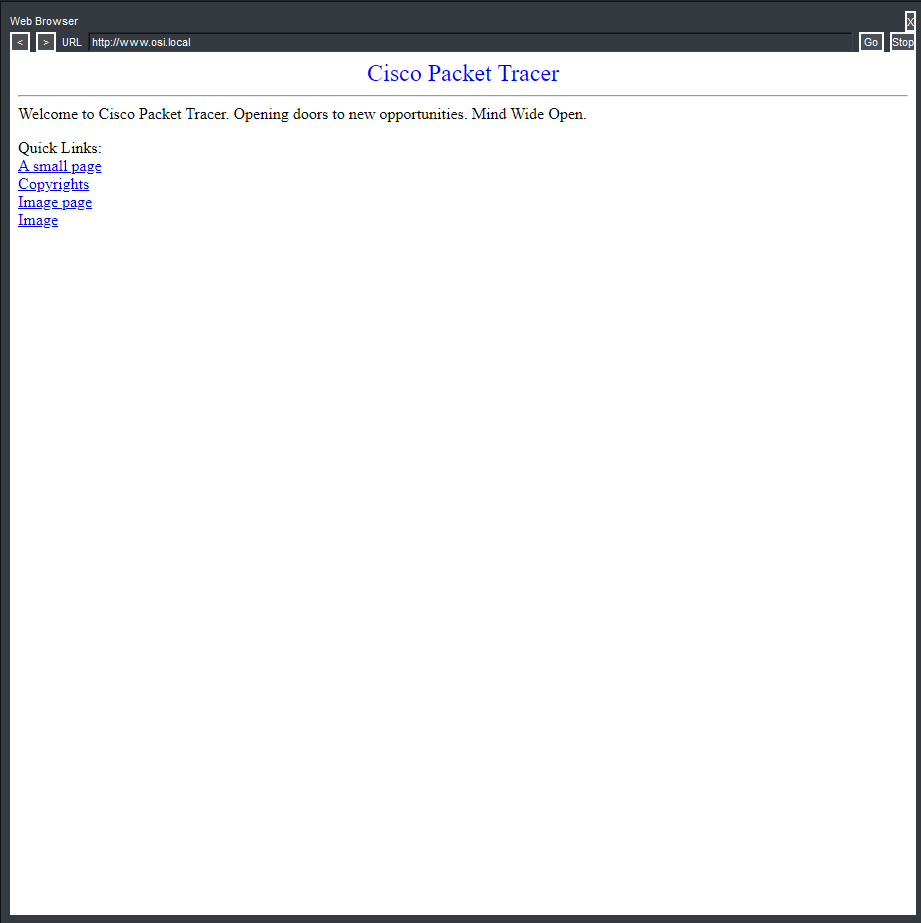 Web Browser
X
< > URL http://www.osi.local Go Stop
Cisco Packet Tracer
Welcome to Cisco Packet Tracer. Opening doors to new opportunities. Mind Wide Open.
Quick Links:
A small page
Copyrights
Image page
Image